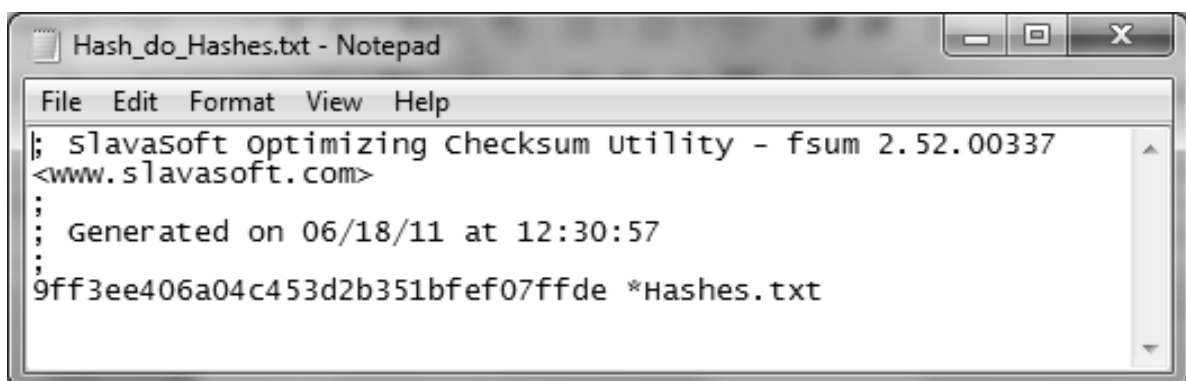 Hash_do_Hashes.txt - Notepad
File Edit Format View Help
; SlavaSoft Optimizing Checksum Utility - fsum 2.52.00337
<www.slavasoft.com>
;
; Generated on 06/18/11 at 12:30:57
;
9ff3ee406a04c453d2b351bfef07ffde *Hashes.txt